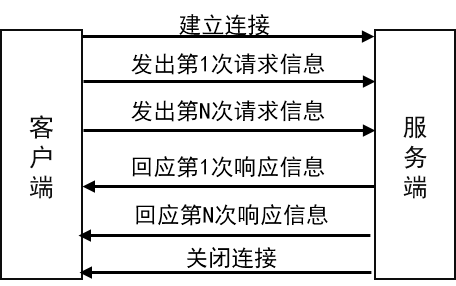 建立连接
发出第1次请求信息
发出第N次请求信息
客户端
服务端
回应第1次响应信息
回应第N次响应信息
关闭连接